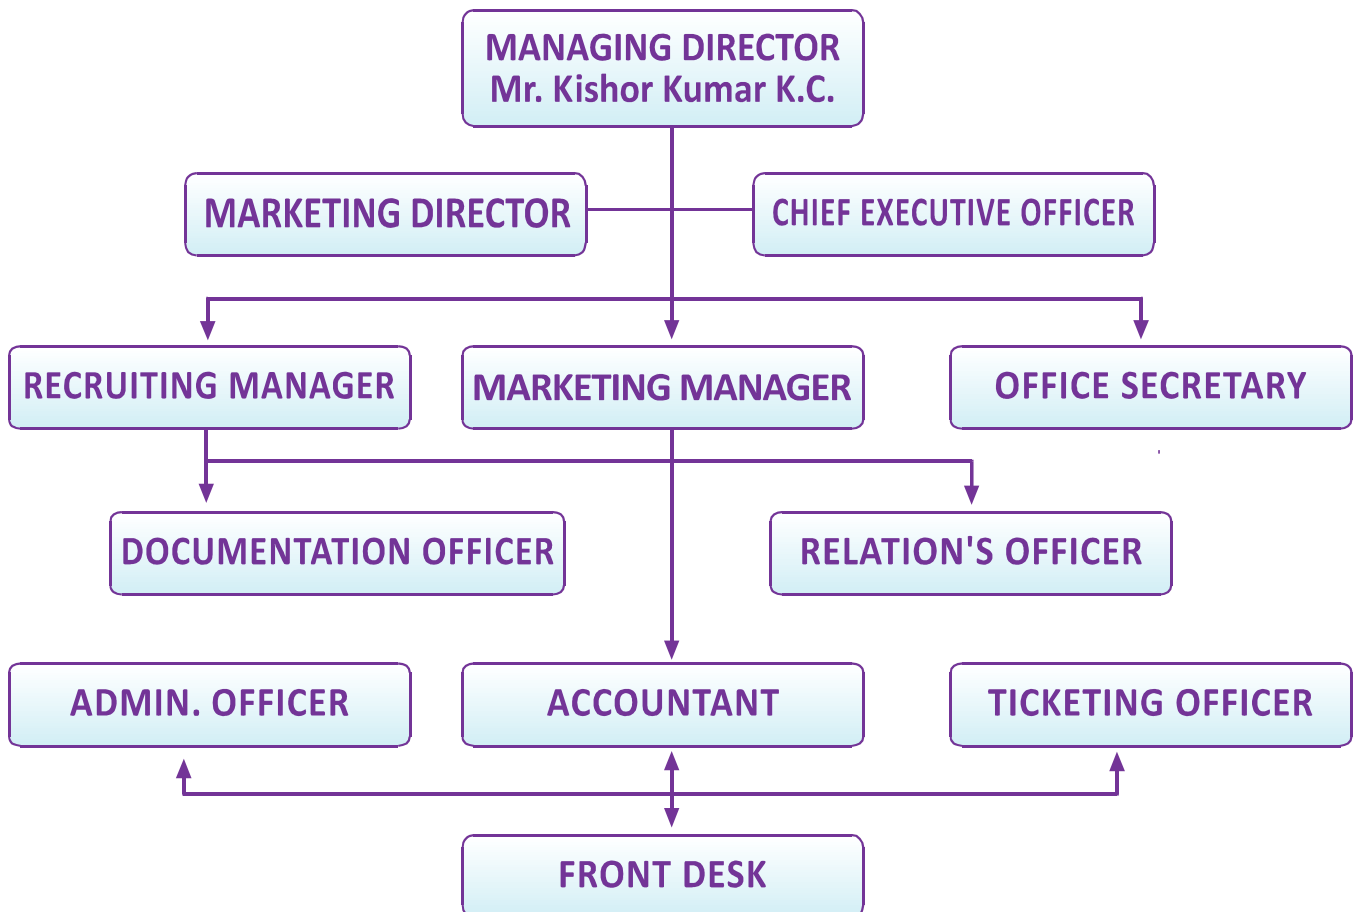 MANAGING DIRECTOR
Mr. Kishor Kumar K.C.
MARKETING DIRECTOR
CHIEF EXECUTIVE OFFICER
RECRUITING MANAGER
MARKETING MANAGER
OFFICE SECRETARY
DOCUMENTATION OFFICER
RELATION'S OFFICER
ADMIN. OFFICER
ACCOUNTANT
TICKETING OFFICER
FRONT DESK